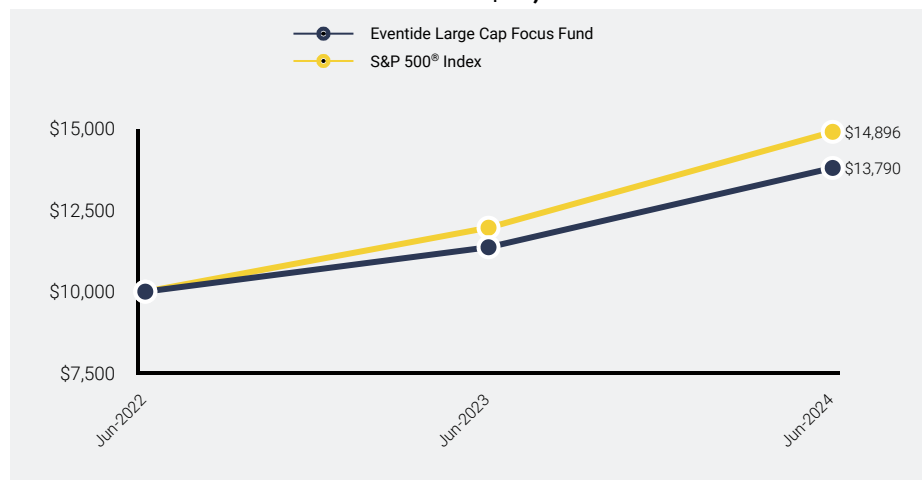 Eventide Large Cap Focus Fund
S&P 500® Index
$15,000
$14,896
$13,790
$12,500
$10,000
$7,500
Jun-2022
Jun-2023
Jun-2024